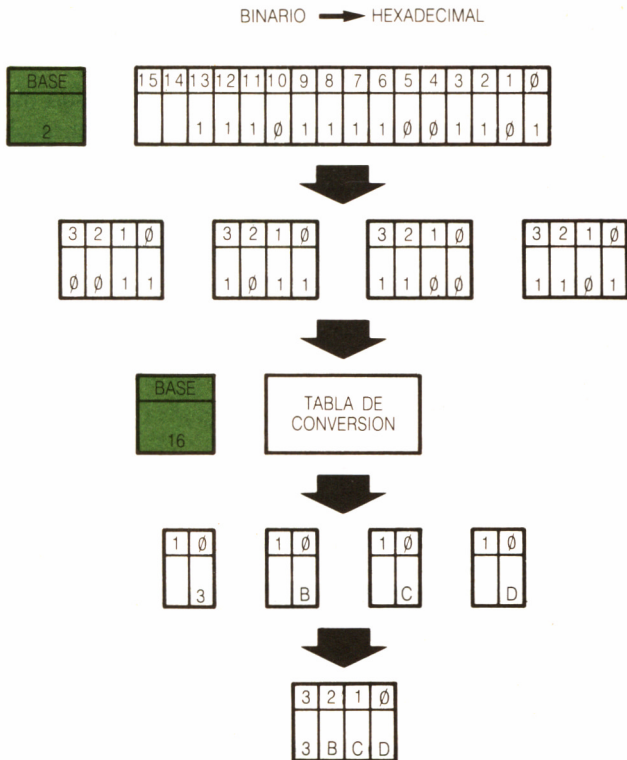 BINARIO ➡ HEXADECIMAL
BASE 15 14 13 12 11 10 9 8 7 6 5 4 3 2 1 Ø
2 1 1 1 Ø 1 1 1 1 Ø Ø 1 1 Ø 1
3 2 1 Ø 3 2 1 Ø 3 2 1 Ø 3 2 1 Ø
Ø Ø 1 1 1 Ø 1 1 1 1 Ø Ø 1 1 Ø 1
BASE
16
TABLA DE
CONVERSION
1 Ø 1 Ø 1 Ø 1 Ø
3 B C D
3 2 1 Ø
3 B C D